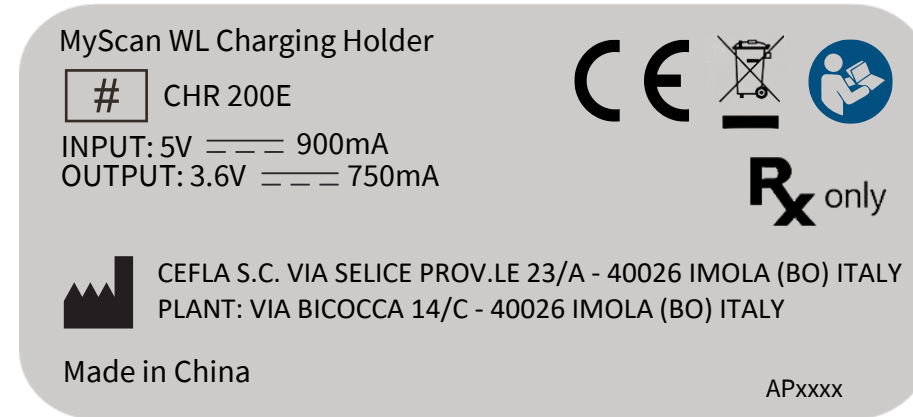 MyScan WL Charging Holder
# CHR 200E
INPUT: 5V 900mA
OUTPUT: 3.6V 750mA
CE
Rx only
CEFLA S.C. VIA SELICE PROV.LE 23/A - 40026 IMOLA (BO) ITALY
PLANT: VIA BICOCCA 14/C - 40026 IMOLA (BO) ITALY
Made in China
APxxxx